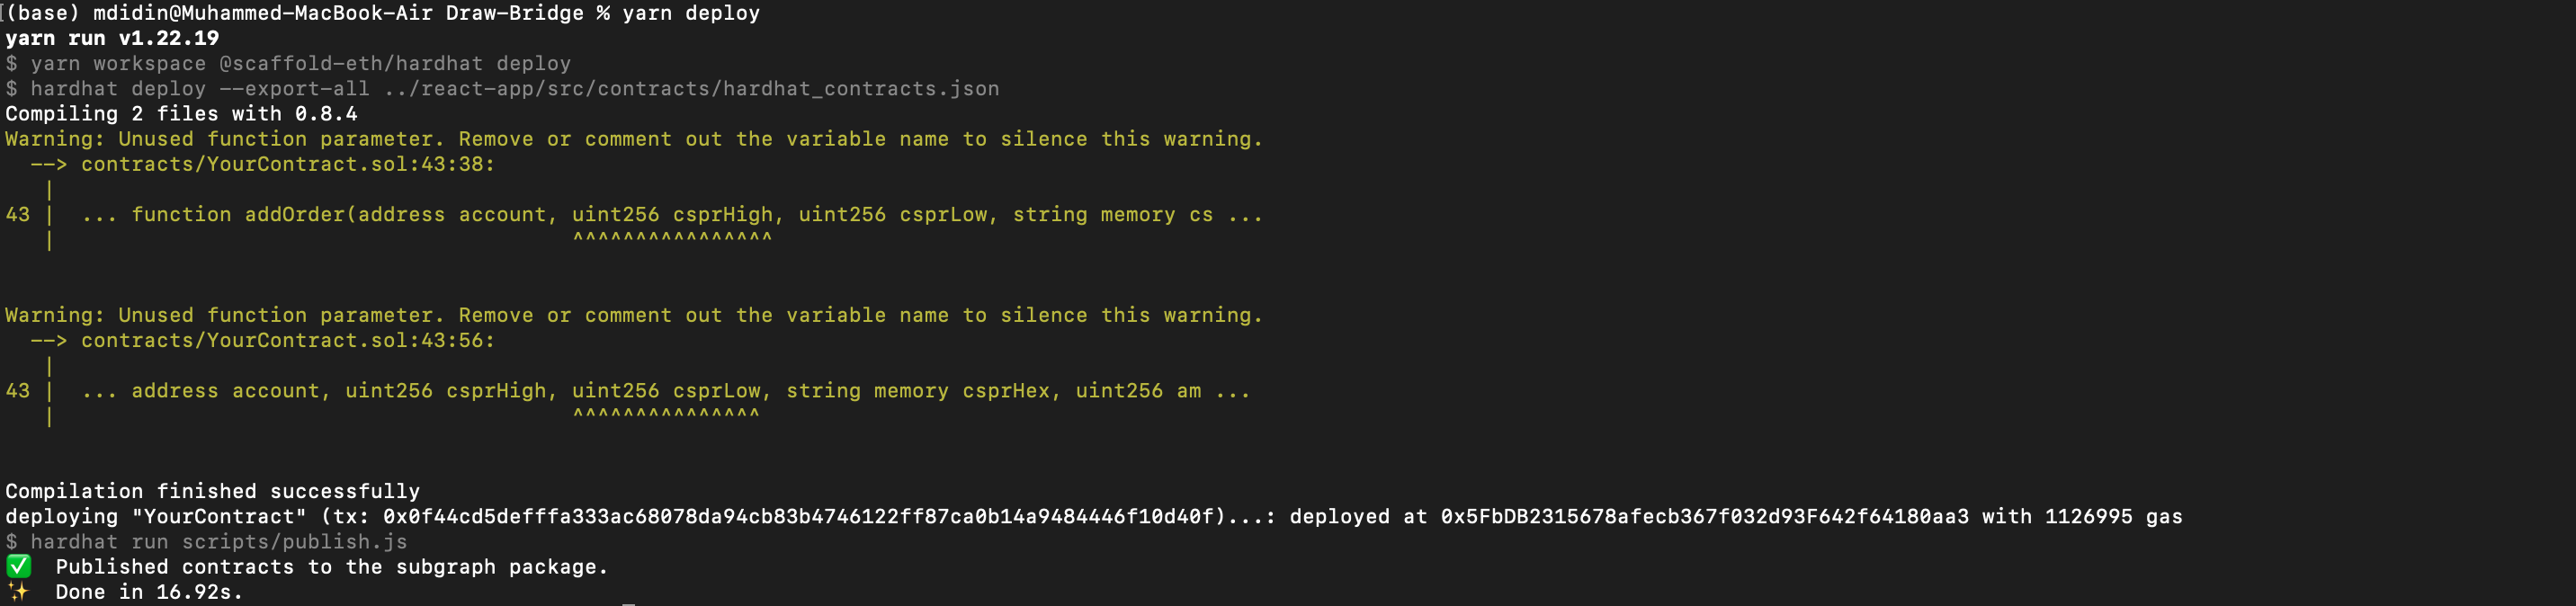 (base) mdidin@Muhammed-MacBook-Air Draw-Bridge % yarn deploy
yarn run v1.22.19
$ yarn workspace @scaffold-eth/hardhat deploy
$ hardhat deploy --export-all ../react-app/src/contracts/hardhat_contracts.json
Compiling 2 files with 0.8.4
Warning: Unused function parameter. Remove or comment out the variable name to silence this warning.
  --> contracts/YourContract.sol:43:38:
   |
43 |  ... function addOrder(address account, uint256 csprHigh, uint256 csprLow, string memory cs ...
   |                                         ^^^^^^^^^^^^^^^^
Warning: Unused function parameter. Remove or comment out the variable name to silence this warning.
  --> contracts/YourContract.sol:43:56:
   |
43 |  ... address account, uint256 csprHigh, uint256 csprLow, string memory csprHex, uint256 am ...
   |                                         ^^^^^^^^^^^^^^^
Compilation finished successfully
deploying "YourContract" (tx: 0x0f44cd5defffa333ac68078da94cb83b4746122ff87ca0b14a9484446f10d40f)...: deployed at 0x5FbDB2315678afecb367f032d93F642f64180aa3 with 1126995 gas
$ hardhat run scripts/publish.js
✅  Published contracts to the subgraph package.
✨  Done in 16.92s.